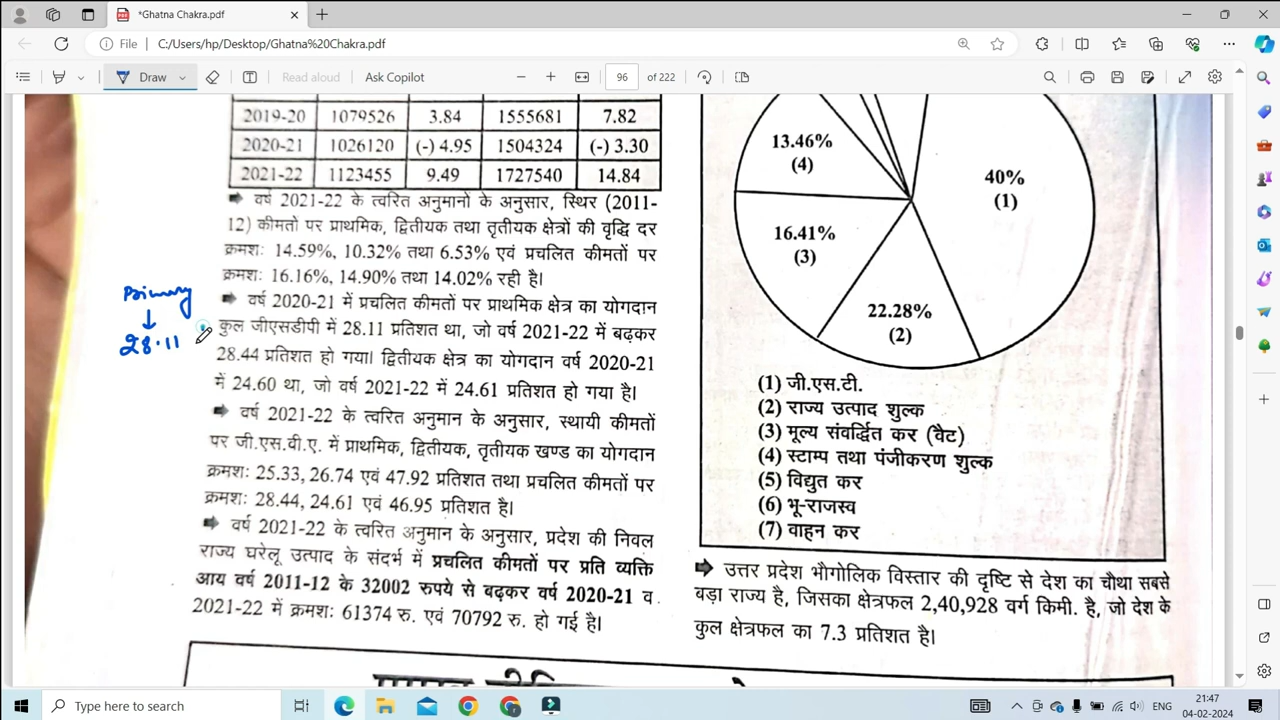 *Ghatna Chakra.pdf
File C:/Users/hp/Desktop/Ghatna%20Chakra.pdf
Draw Read aloud Ask Copilot 96 of 222
2019-20 1079526 3.84 1555681 7.82
2020-21 1026120 (-) 4.95 1504324 (-) 3.30
2021-22 1123455 9.49 1727540 14.84
वर्ष 2021-22 के त्वरित अनुमानों के अनुसार, स्थिर (2011-
12) कीमतों पर प्राथमिक, द्वितीयक तथा तृतीयक क्षेत्रों की वृद्धि दर
क्रमशः 14.59%, 10.32% तथा 6.53% एवं प्रचलित कीमतों पर
क्रमशः 16.16%, 14.90% तथा 14.02% रही है।
वर्ष 2020-21 में प्रचलित कीमतों पर प्राथमिक क्षेत्र का योगदान
कुल जीएसडीपी में 28.11 प्रतिशत था, जो वर्ष 2021-22 में बढ़कर
28.44 प्रतिशत हो गया। द्वितीयक क्षेत्र का योगदान वर्ष 2020-21
में 24.60 था, जो वर्ष 2021-22 में 24.61 प्रतिशत हो गया है।
वर्ष 2021-22 के त्वरित अनुमान के अनुसार, स्थायी कीमतों
पर जी.एस.वी.ए. में प्राथमिक, द्वितीयक, तृतीयक खण्ड का योगदान
क्रमशः 25.33, 26.74 एवं 47.92 प्रतिशत तथा प्रचलित कीमतों पर
क्रमशः 28.44, 24.61 एवं 46.95 प्रतिशत है।
वर्ष 2021-22 के त्वरित अनुमान के अनुसार, प्रदेश की निवल
राज्य घरेलू उत्पाद के संदर्भ में प्रचलित कीमतों पर प्रति व्यक्ति
आय वर्ष 2011-12 के 32002 रुपये से बढ़कर वर्ष 2020-21 व
2021-22 में क्रमशः 61374 रु. एवं 70792 रु. हो गई है।
Primary
28.11
13.46%
(4)
40%
(1)
16.41%
(3)
22.28%
(2)
(1) जी.एस.टी.
(2) राज्य उत्पाद शुल्क
(3) मूल्य संवर्द्धित कर (वैट)
(4) स्टाम्प तथा पंजीकरण शुल्क
(5) विद्युत कर
(6) भू-राजस्व
(7) वाहन कर
उत्तर प्रदेश भौगोलिक विस्तार की दृष्टि से देश का चौथा सबसे
बड़ा राज्य है, जिसका क्षेत्रफल 2,40,928 वर्ग किमी. है, जो देश के
कुल क्षेत्रफल का 7.3 प्रतिशत है।
Type here to search
ENG
21:47
04-02-2024